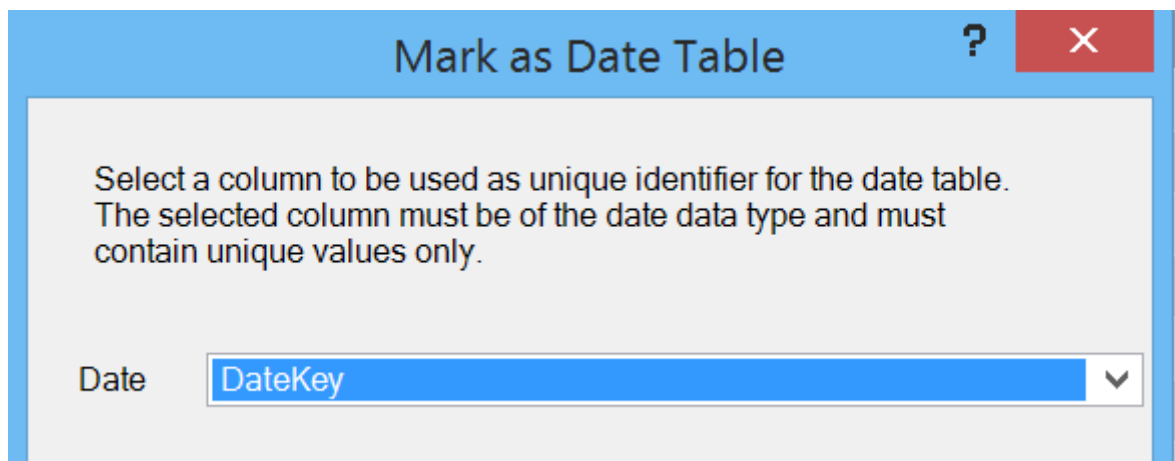 Mark as Date Table
?
Select a column to be used as unique identifier for the date table.
The selected column must be of the date data type and must
contain unique values only.
Date DateKey